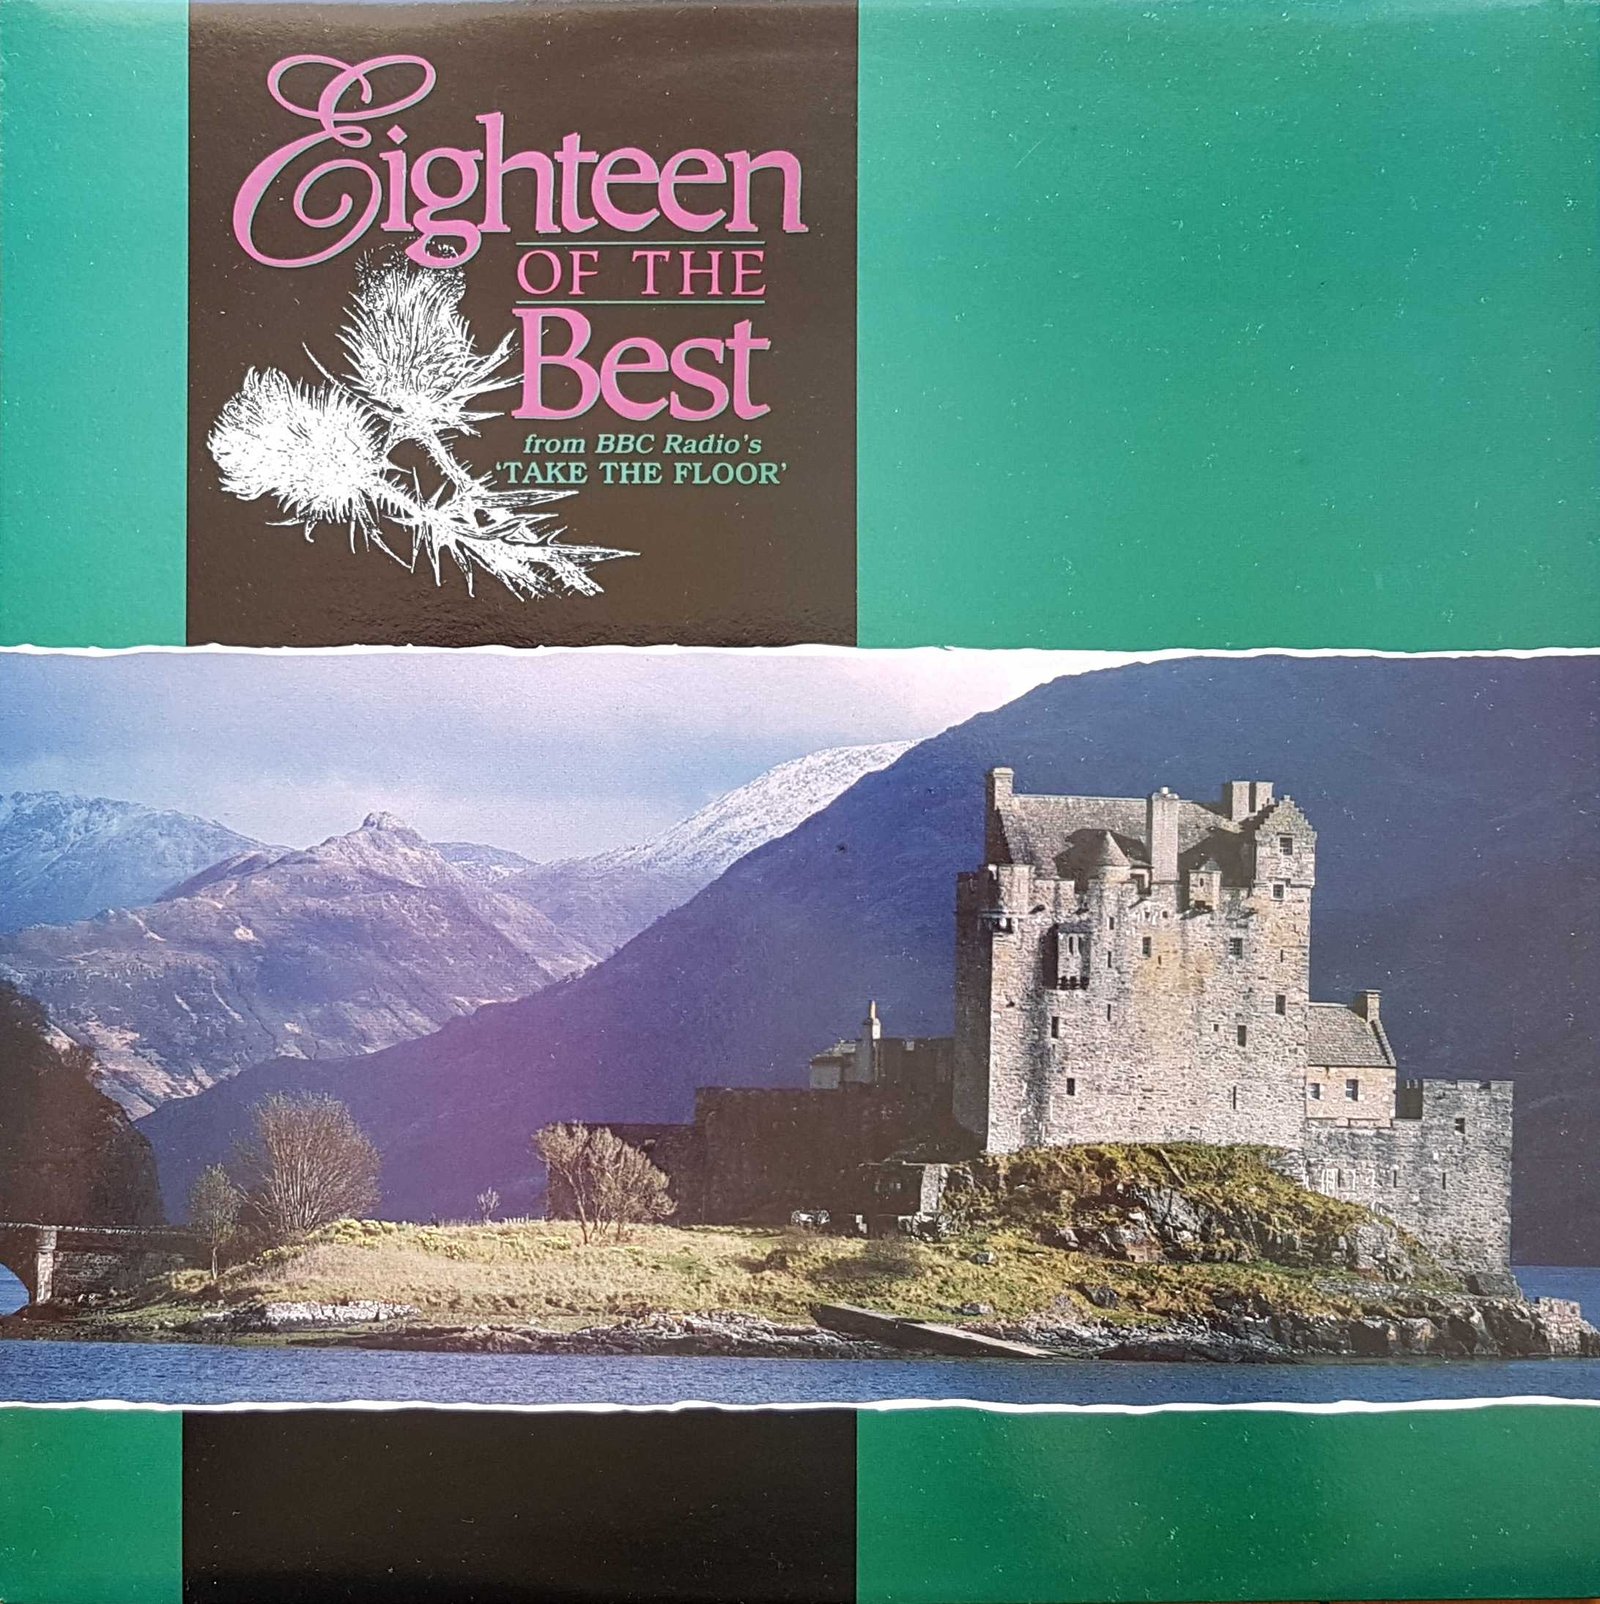 Eighteen
OF THE
Best
from BBC Radio's
'TAKE THE FLOOR'